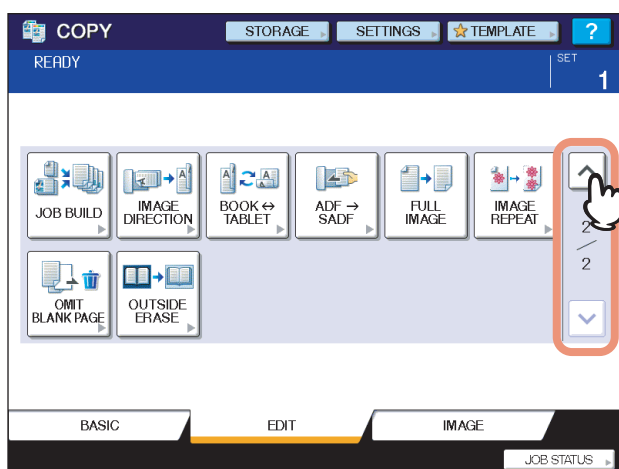 COPY
STORAGE
SETTINGS
TEMPLATE
?
READY
SET
1
JOB BUILD
IMAGE
DIRECTION
BOOK ↔
TABLET
ADF →
SADF
FULL
IMAGE
IMAGE
REPEAT
2
/
2
OMIT
BLANK PAGE
OUTSIDE
ERASE
BASIC
EDIT
IMAGE
JOB STATUS